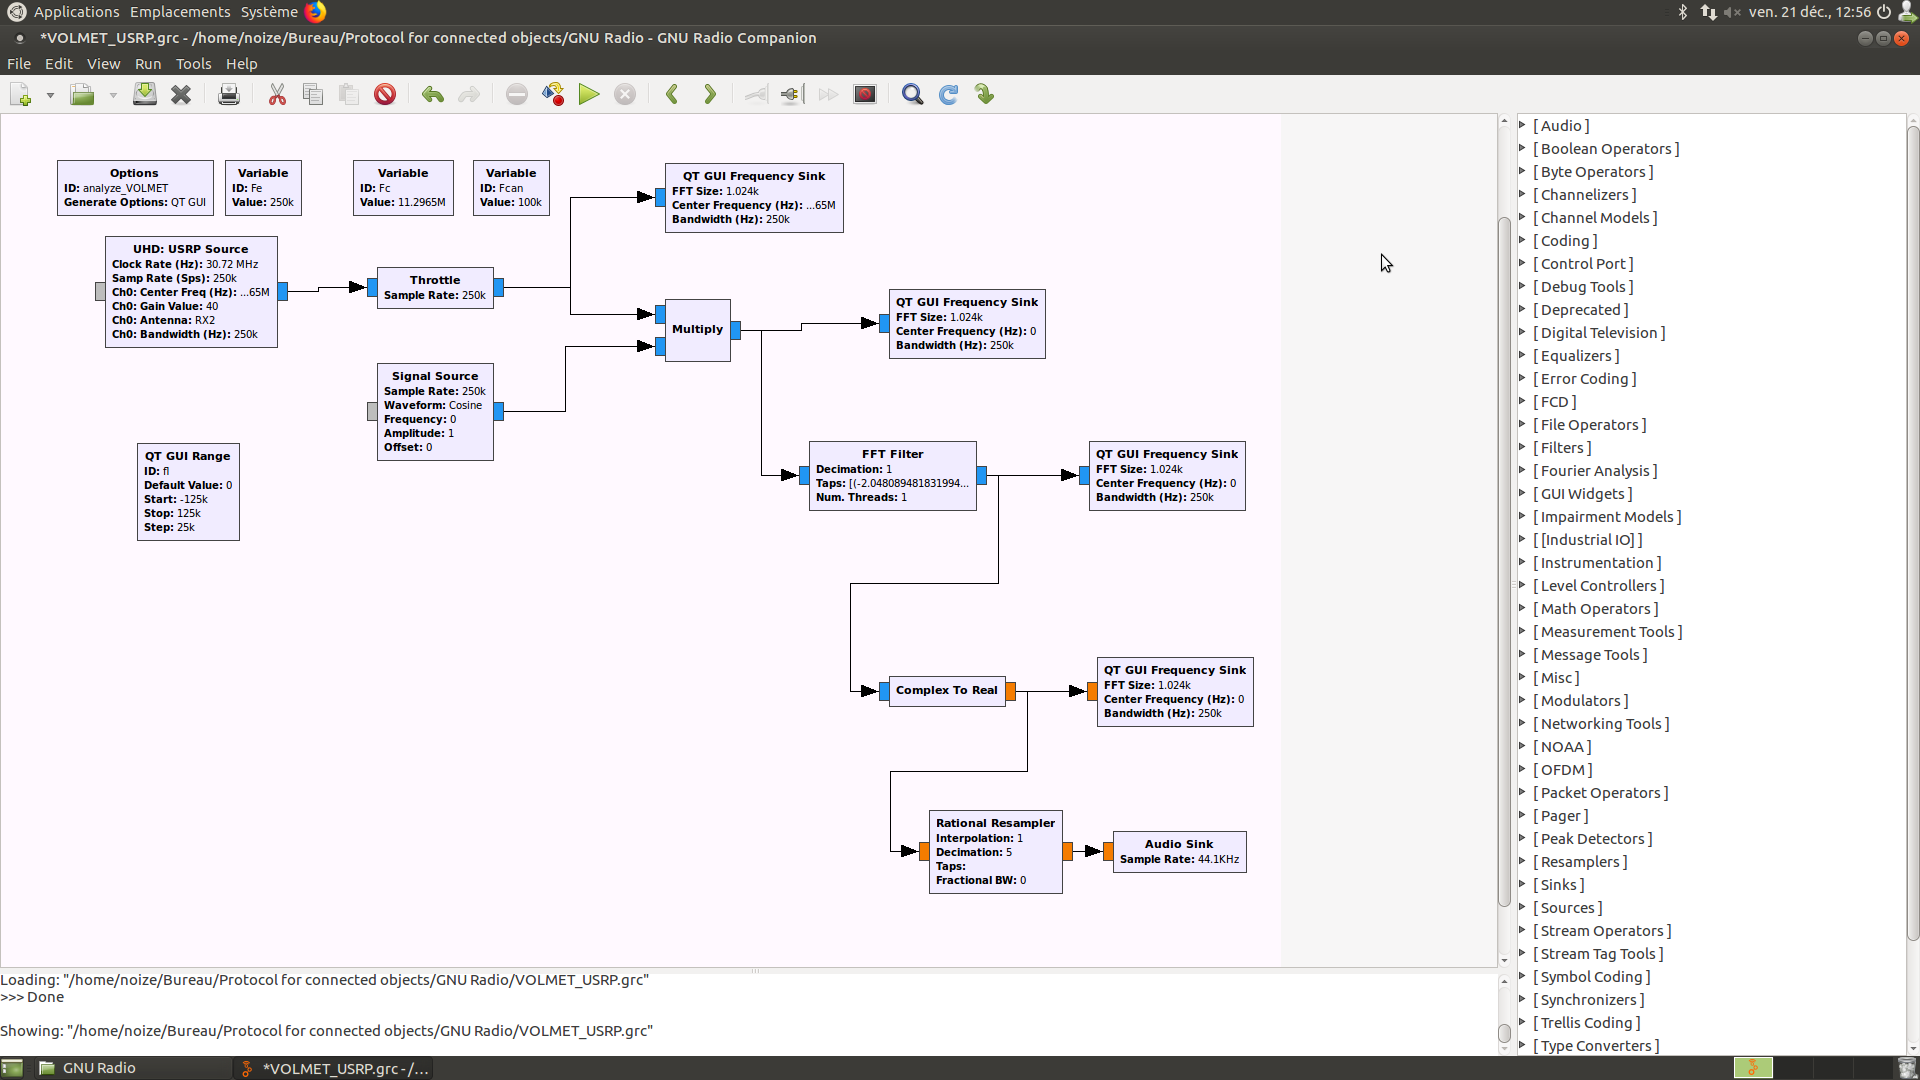 Applications Emplacements Système
ven. 21 déc., 12:56
*VOLMET_USRP.grc - /home/noize/Bureau/Protocol for connected objects/GNU Radio - GNU Radio Companion
File Edit View Run Tools Help
Options
ID: analyze_VOLMET
Generate Options: QT GUI
Variable
ID: Fe
Value: 250k
Variable
ID: Fc
Value: 11.2965M
Variable
ID: Fcan
Value: 100k
QT GUI Frequency Sink
FFT Size: 1.024k
Center Frequency (Hz): ...65M
Bandwidth (Hz): 250k
UHD: USRP Source
Clock Rate (Hz): 30.72 MHz
Samp Rate (Sps): 250k
Ch0: Center Freq (Hz): ...65M
Ch0: Gain Value: 40
Ch0: Antenna: RX2
Ch0: Bandwidth (Hz): 250k
Throttle
Sample Rate: 250k
Multiply
QT GUI Frequency Sink
FFT Size: 1.024k
Center Frequency (Hz): 0
Bandwidth (Hz): 250k
Signal Source
Sample Rate: 250k
Waveform: Cosine
Frequency: 0
Amplitude: 1
Offset: 0
QT GUI Range
ID: fl
Default Value: 0
Start: -125k
Stop: 125k
Step: 25k
FFT Filter
Decimation: 1
Taps: [(-2.048089481831994...
Num. Threads: 1
QT GUI Frequency Sink
FFT Size: 1.024k
Center Frequency (Hz): 0
Bandwidth (Hz): 250k
Complex To Real
QT GUI Frequency Sink
FFT Size: 1.024k
Center Frequency (Hz): 0
Bandwidth (Hz): 250k
Rational Resampler
Interpolation: 1
Decimation: 5
Taps:
Fractional BW: 0
Audio Sink
Sample Rate: 44.1KHz
[ Audio ]
[ Boolean Operators ]
[ Byte Operators ]
[ Channelizers ]
[ Channel Models ]
[ Coding ]
[ Control Port ]
[ Debug Tools ]
[ Deprecated ]
[ Digital Television ]
[ Equalizers ]
[ Error Coding ]
[ FCD ]
[ File Operators ]
[ Filters ]
[ Fourier Analysis ]
[ GUI Widgets ]
[ Impairment Models ]
[ [Industrial IO] ]
[ Instrumentation ]
[ Level Controllers ]
[ Math Operators ]
[ Measurement Tools ]
[ Message Tools ]
[ Misc ]
[ Modulators ]
[ Networking Tools ]
[ NOAA ]
[ OFDM ]
[ Packet Operators ]
[ Pager ]
[ Peak Detectors ]
[ Resamplers ]
[ Sinks ]
[ Sources ]
[ Stream Operators ]
[ Stream Tag Tools ]
[ Symbol Coding ]
[ Synchronizers ]
[ Trellis Coding ]
[ Type Converters ]
Loading: "/home/noize/Bureau/Protocol for connected objects/GNU Radio/VOLMET_USRP.grc"
>>> Done
Showing: "/home/noize/Bureau/Protocol for connected objects/GNU Radio/VOLMET_USRP.grc"
GNU Radio
*VOLMET_USRP.grc - /...